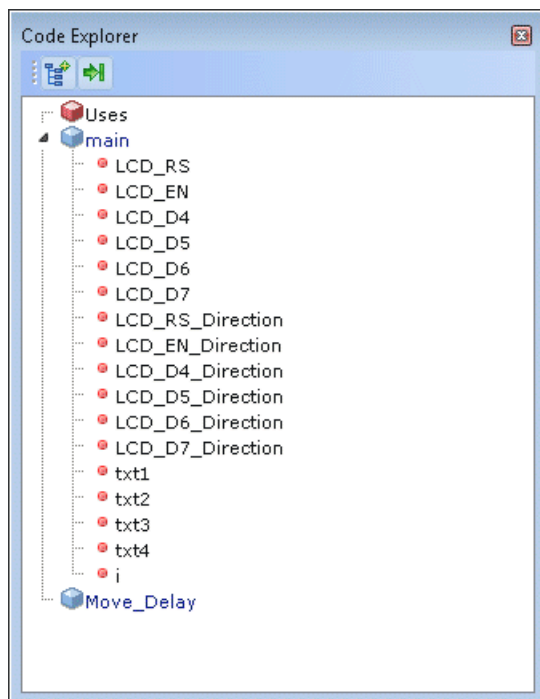 Code Explorer
Uses
main
LCD_RS
LCD_EN
LCD_D4
LCD_D5
LCD_D6
LCD_D7
LCD_RS_Direction
LCD_EN_Direction
LCD_D4_Direction
LCD_D5_Direction
LCD_D6_Direction
LCD_D7_Direction
txt1
txt2
txt3
txt4
i
Move_Delay